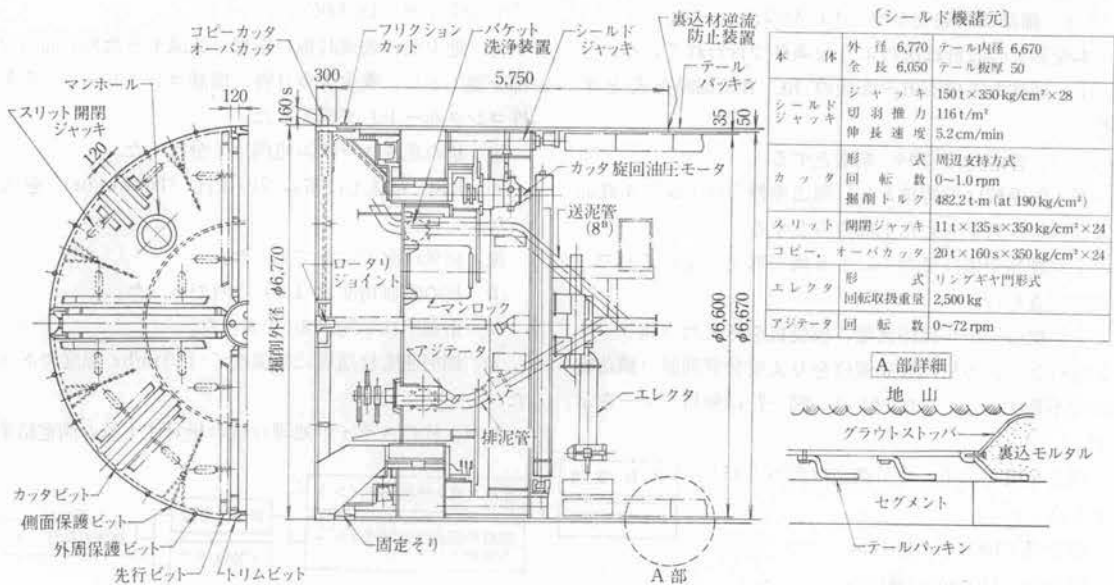 コピーカッタ
オーバカッタ
フリクション
カット
バケット
洗浄装置
シールド
ジャッキ
裏込材逆流
防止装置
テール
パッキン
300
5,750
マンホール
スリット開閉
ジャッキ
120
120
160s
35
50
カッタ旋回油圧モータ
送泥管
(8ᴮ)
ロータリ
ジョイント
マンロック
アジテータ
掘削外径 φ6,770
φ6,600
φ6,670
エレクタ
排泥管
カッタビット
側面保護ビット
外周保護ビット
先行ビット
トリムビット
固定そり
A 部
〔シールド機諸元〕
本体 外径 6,770 テール内径 6,670
全長 6,050 テール板厚 50
シールドジャッキ ジャッキ 150t×350kg/cm²×28
切羽推力 116t/m²
伸長速度 5.2cm/min
カッタ 形式 周辺支持方式
回転数 0~1.0rpm
掘削トルク 482.2t-m(at 190kg/cm²)
スリット 開閉ジャッキ 11t×135s×350kg/cm²×24
コピー,オーバカッタ 20t×160s×350kg/cm²×24
エレクタ 形式 リングギヤ門形式
回転取扱重量 2,500kg
アジテータ 回転数 0~72rpm
A部詳細
地山
グラウトストッパ
裏込モルタル
セグメント
テールパッキン